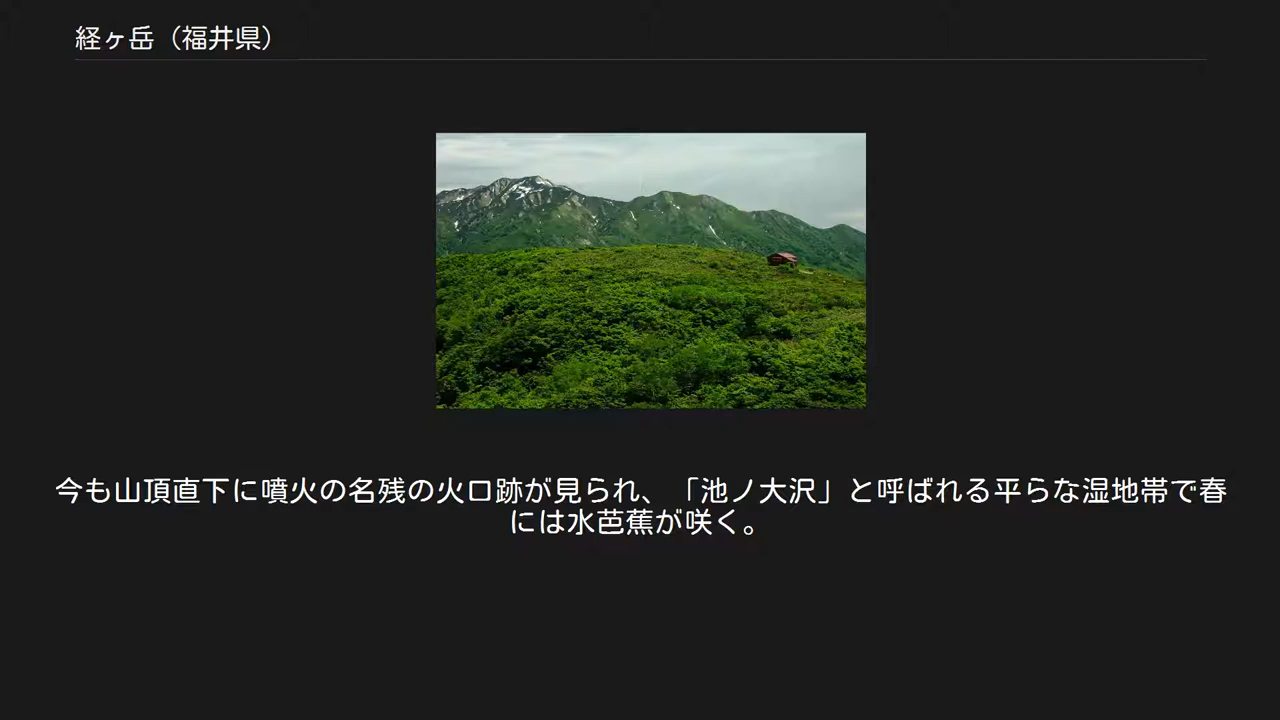 経ヶ岳（福井県）
今も山頂直下に噴火の名残の火口跡が見られ、「池ノ大沢」と呼ばれる平らな湿地帯で春
には水芭蕉が咲く。